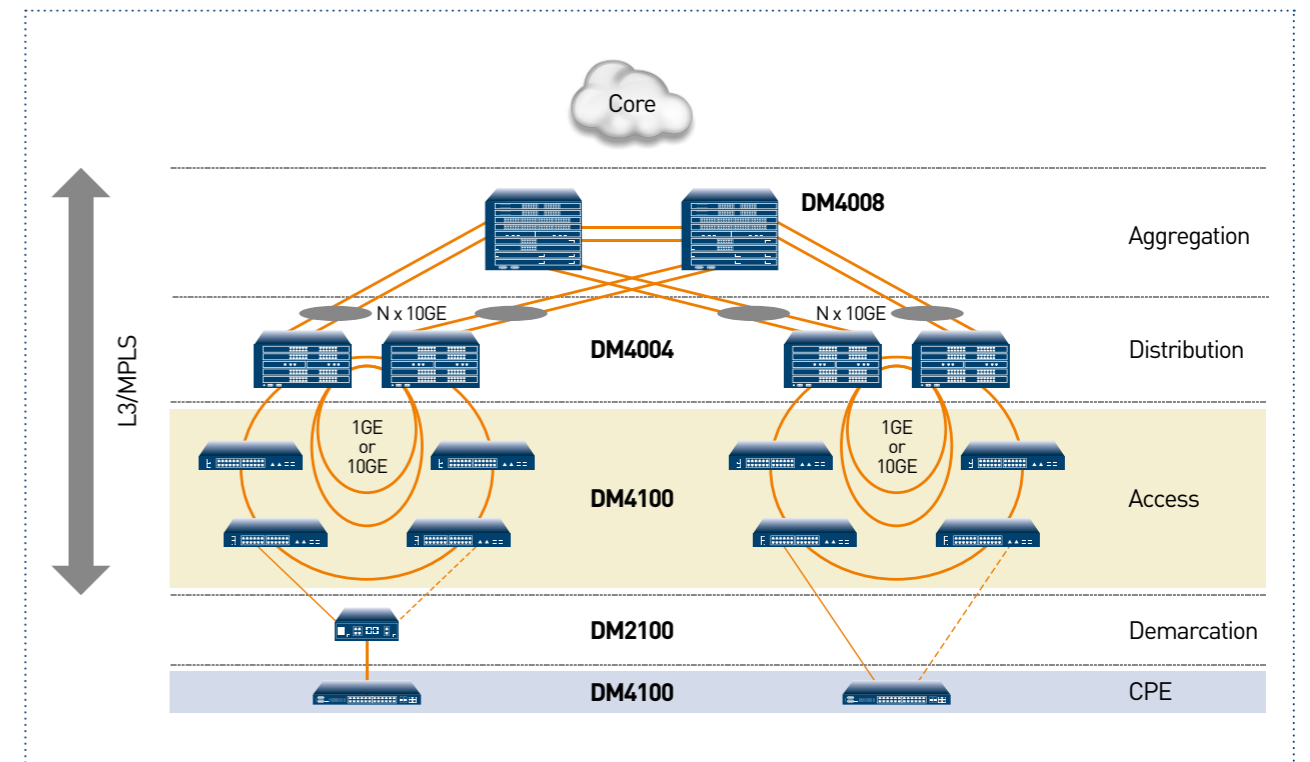 Core
DM4008
Aggregation
N x 10GE
N x 10GE
DM4004
Distribution
L3/MPLS
1GE
or
10GE
1GE
or
10GE
DM4100
Access
DM2100
Demarcation
DM4100
CPE